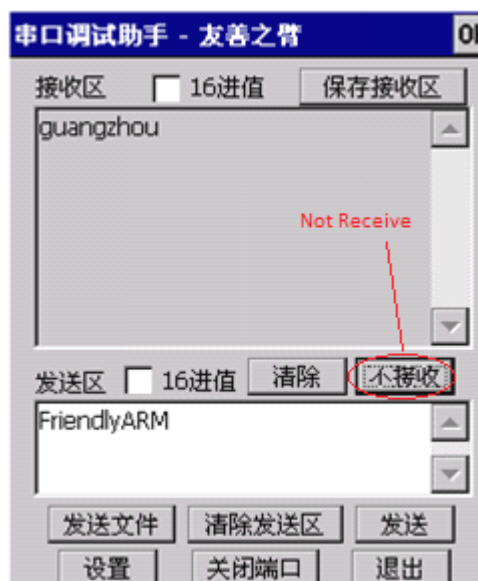 串口调试助手 - 友善之臂
接收区 16进值 保存接收区
guangzhou
Not Receive
发送区 16进值 清除 不接收
FriendlyARM
发送文件 清除发送区 发送
设置 关闭端口 退出